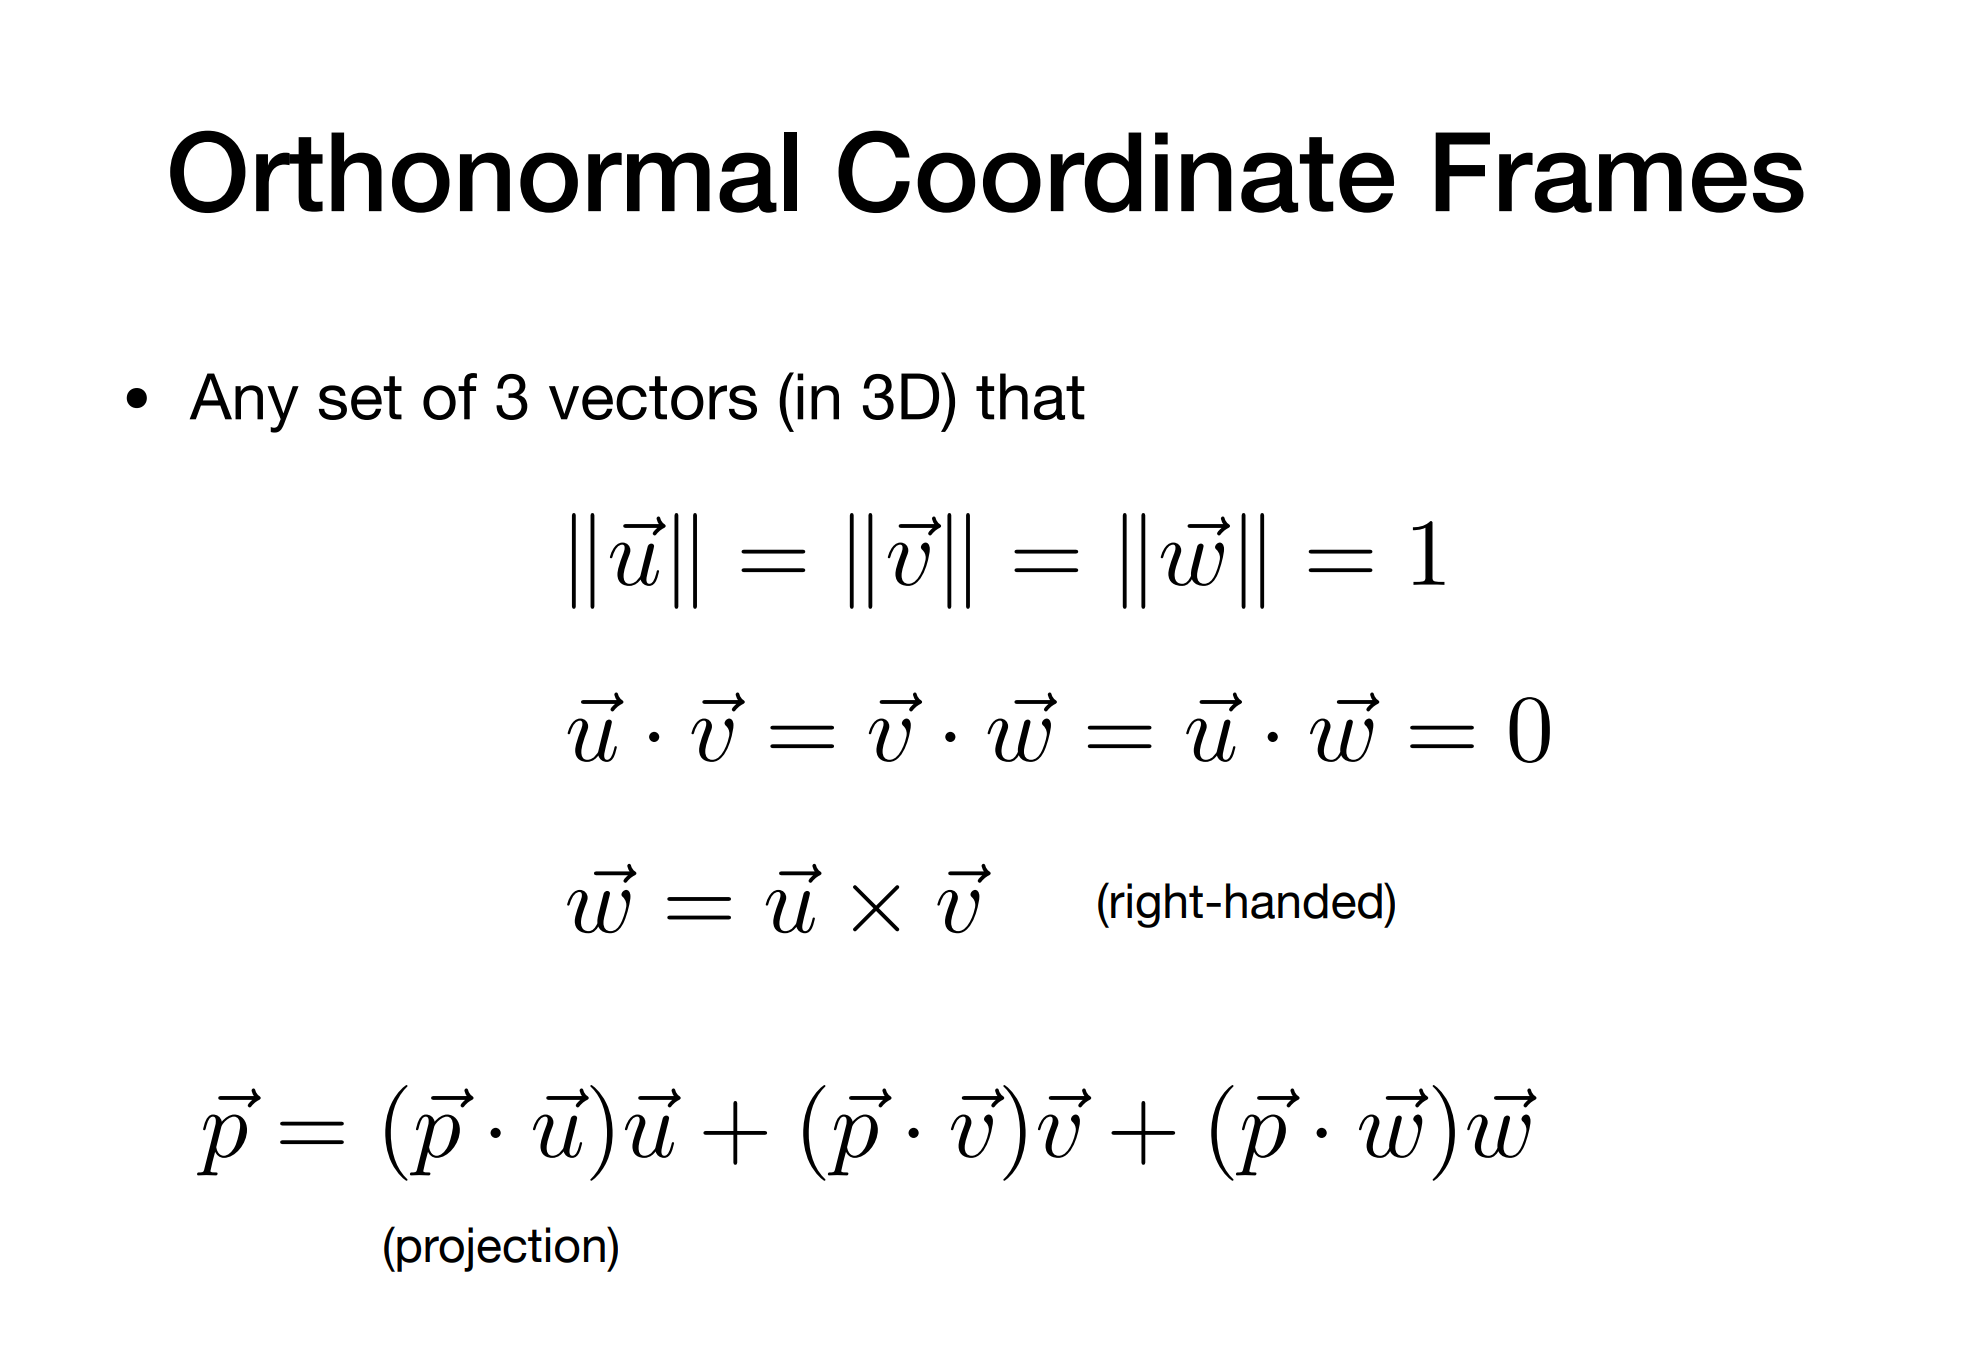 Orthonormal Coordinate Frames
• Any set of 3 vectors (in 3D) that
‖u⃗‖ = ‖v⃗‖ = ‖w⃗‖ = 1
u⃗ · v⃗ = v⃗ · w⃗ = u⃗ · w⃗ = 0
w⃗ = u⃗ × v⃗ (right-handed)
p⃗ = (p⃗ · u⃗)u⃗ + (p⃗ · v⃗)v⃗ + (p⃗ · w⃗)w⃗
(projection)